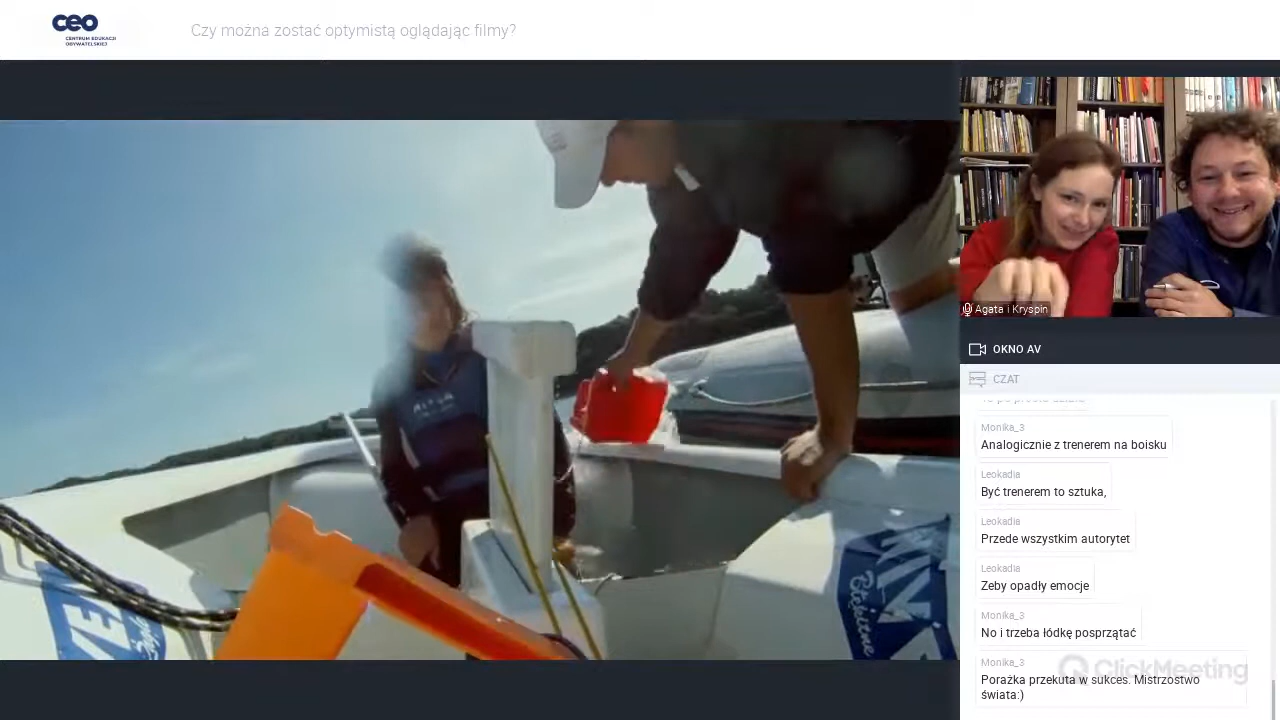 ceo
CENTRUM EDUKACJI
OBYWATELSKIEJ
Czy można zostać optymistą oglądając filmy?
Agata i Kryspin
OKNO AV
CZAT
Monika_3
Analogicznie z trenerem na boisku
Leokadia
Być trenerem to sztuka,
Leokadia
Przede wszystkim autorytet
Leokadia
Zeby opadły emocje
Monika_3
No i trzeba łódkę posprzątać
Monika_3
Porażka przekuta w sukces. Mistrzostwo
świata:)
ClickMeeting